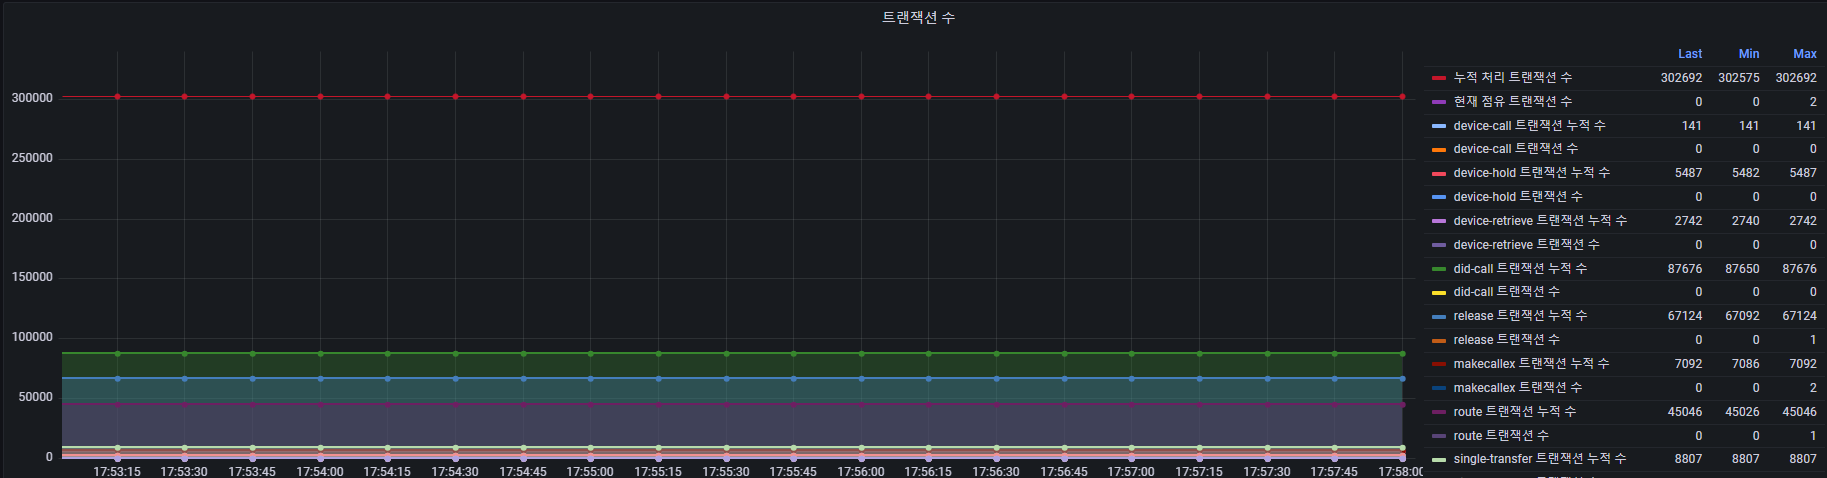 트랜잭션 수
Last Min Max
누적 처리 트랜잭션 수 302692 302575 302692
현재 점유 트랜잭션 수 0 0 2
device-call 트랜잭션 누적 수 141 141 141
device-call 트랜잭션 수 0 0 0
device-hold 트랜잭션 누적 수 5487 5482 5487
device-hold 트랜잭션 수 0 0 0
device-retrieve 트랜잭션 누적 수 2742 2740 2742
device-retrieve 트랜잭션 수 0 0 0
did-call 트랜잭션 누적 수 87676 87650 87676
did-call 트랜잭션 수 0 0 0
release 트랜잭션 누적 수 67124 67092 67124
release 트랜잭션 수 0 0 1
makecallex 트랜잭션 누적 수 7092 7086 7092
makecallex 트랜잭션 수 0 0 2
route 트랜잭션 누적 수 45046 45026 45046
route 트랜잭션 수 0 0 1
single-transfer 트랜잭션 누적 수 8807 8807 8807
300000
250000
200000
150000
100000
50000
0
17:53:15 17:53:30 17:53:45 17:54:00 17:54:15 17:54:30 17:54:45 17:55:00 17:55:15 17:55:30 17:55:45 17:56:00 17:56:15 17:56:30 17:56:45 17:57:00 17:57:15 17:57:30 17:57:45 17:58:00